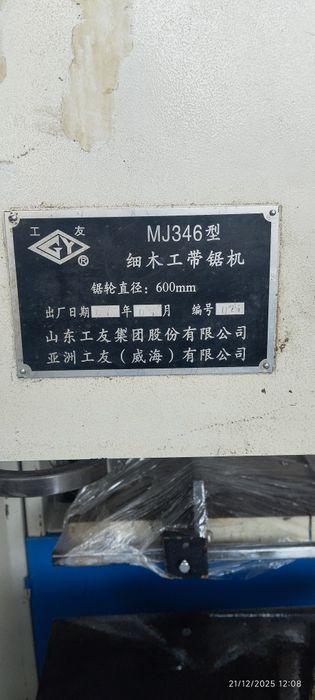 工 友
GY ®
MJ346型
细木工带锯机
锯轮直径：600mm
出厂日期 年 月 编号
山东工友集团股份有限公司
亚洲工友（威海）有限公司
21/12/2025 12:08